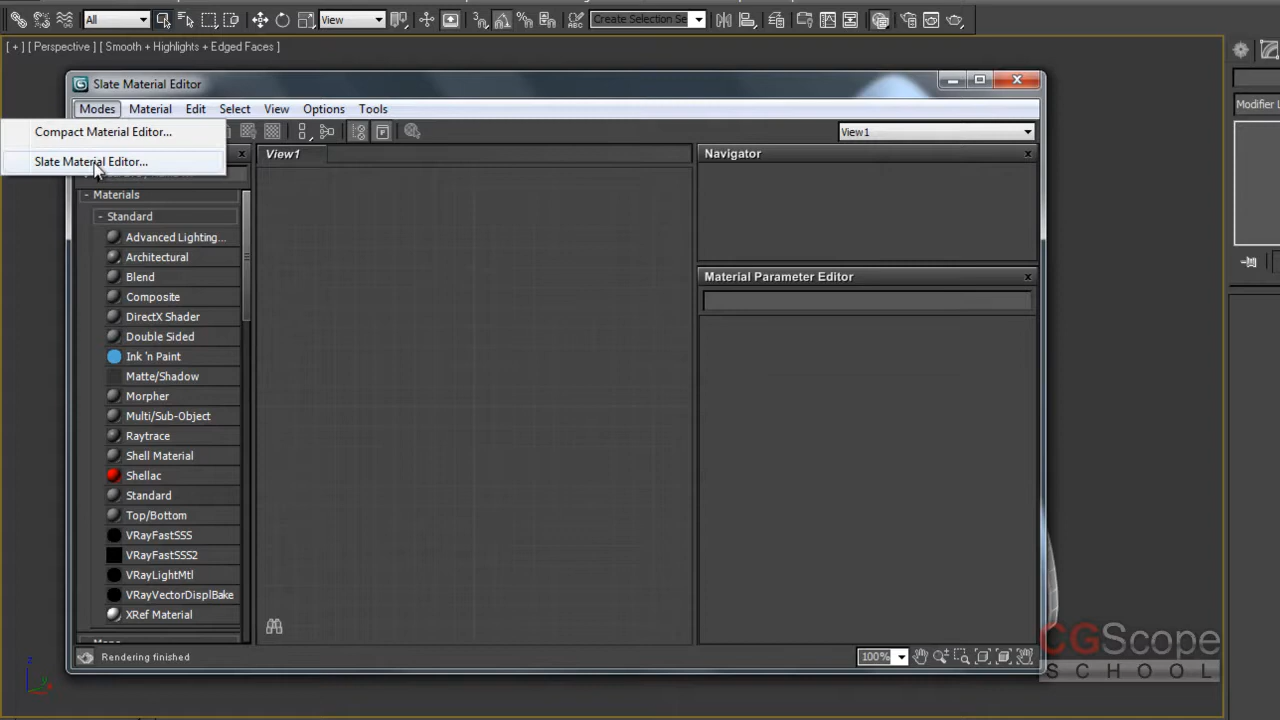 All
View
Create Selection Se
[ + ] [ Perspective ] [ Smooth + Highlights + Edged Faces ]
Slate Material Editor
Modes Material Edit Select View Options Tools
Compact Material Editor...
Slate Material Editor...
View1
View1
Navigator
Modifier L
Materials
Standard
Advanced Lighting...
Architectural
Blend
Composite
DirectX Shader
Double Sided
Ink 'n Paint
Matte/Shadow
Morpher
Multi/Sub-Object
Raytrace
Shell Material
Shellac
Standard
Top/Bottom
VRayFastSSS
VRayFastSSS2
VRayLightMtl
VRayVectorDisplBake
XRef Material
Material Parameter Editor
Rendering finished
100%
CGScope
SCHOOL
z